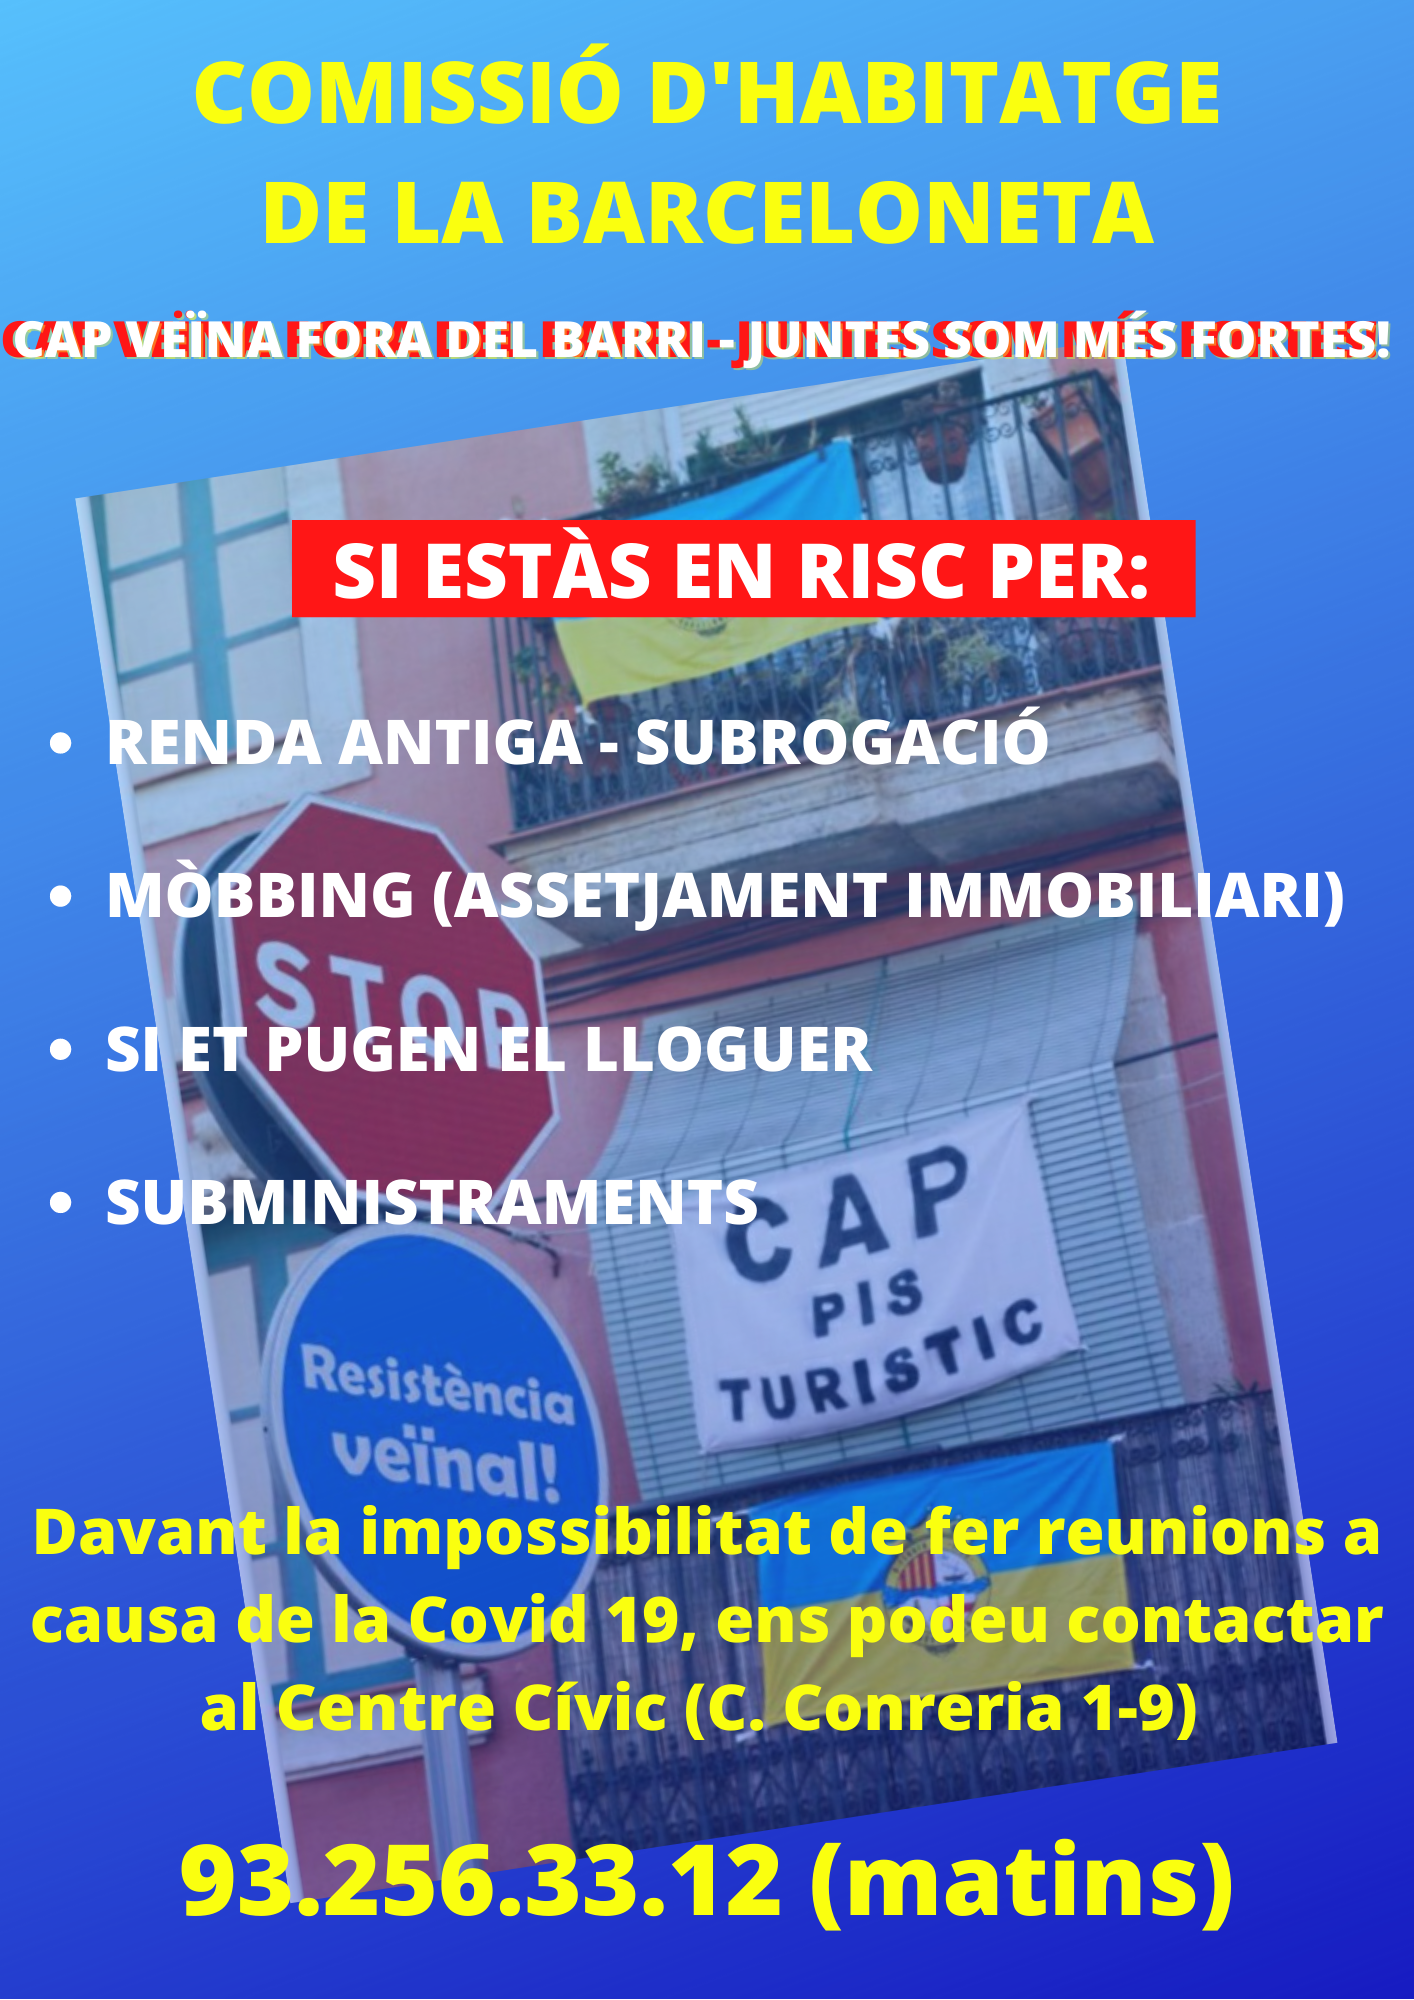 COMISSIÓ D'HABITATGE
DE LA BARCELONETA
CAP VEÏNA FORA DEL BARRI - JUNTES SOM MÉS FORTES!
SI ESTÀS EN RISC PER:
• RENDA ANTIGA - SUBROGACIÓ
• MÒBBING (ASSETJAMENT IMMOBILIARI)
STOP
• SI ET PUGEN EL LLOGUER
• SUBMINISTRAMENTS
CAP
PIS
TURISTIC
Resistència
veïnal!
Davant la impossibilitat de fer reunions a
causa de la Covid 19, ens podeu contactar
al Centre Cívic (C. Conreria 1-9)
93.256.33.12 (matins)